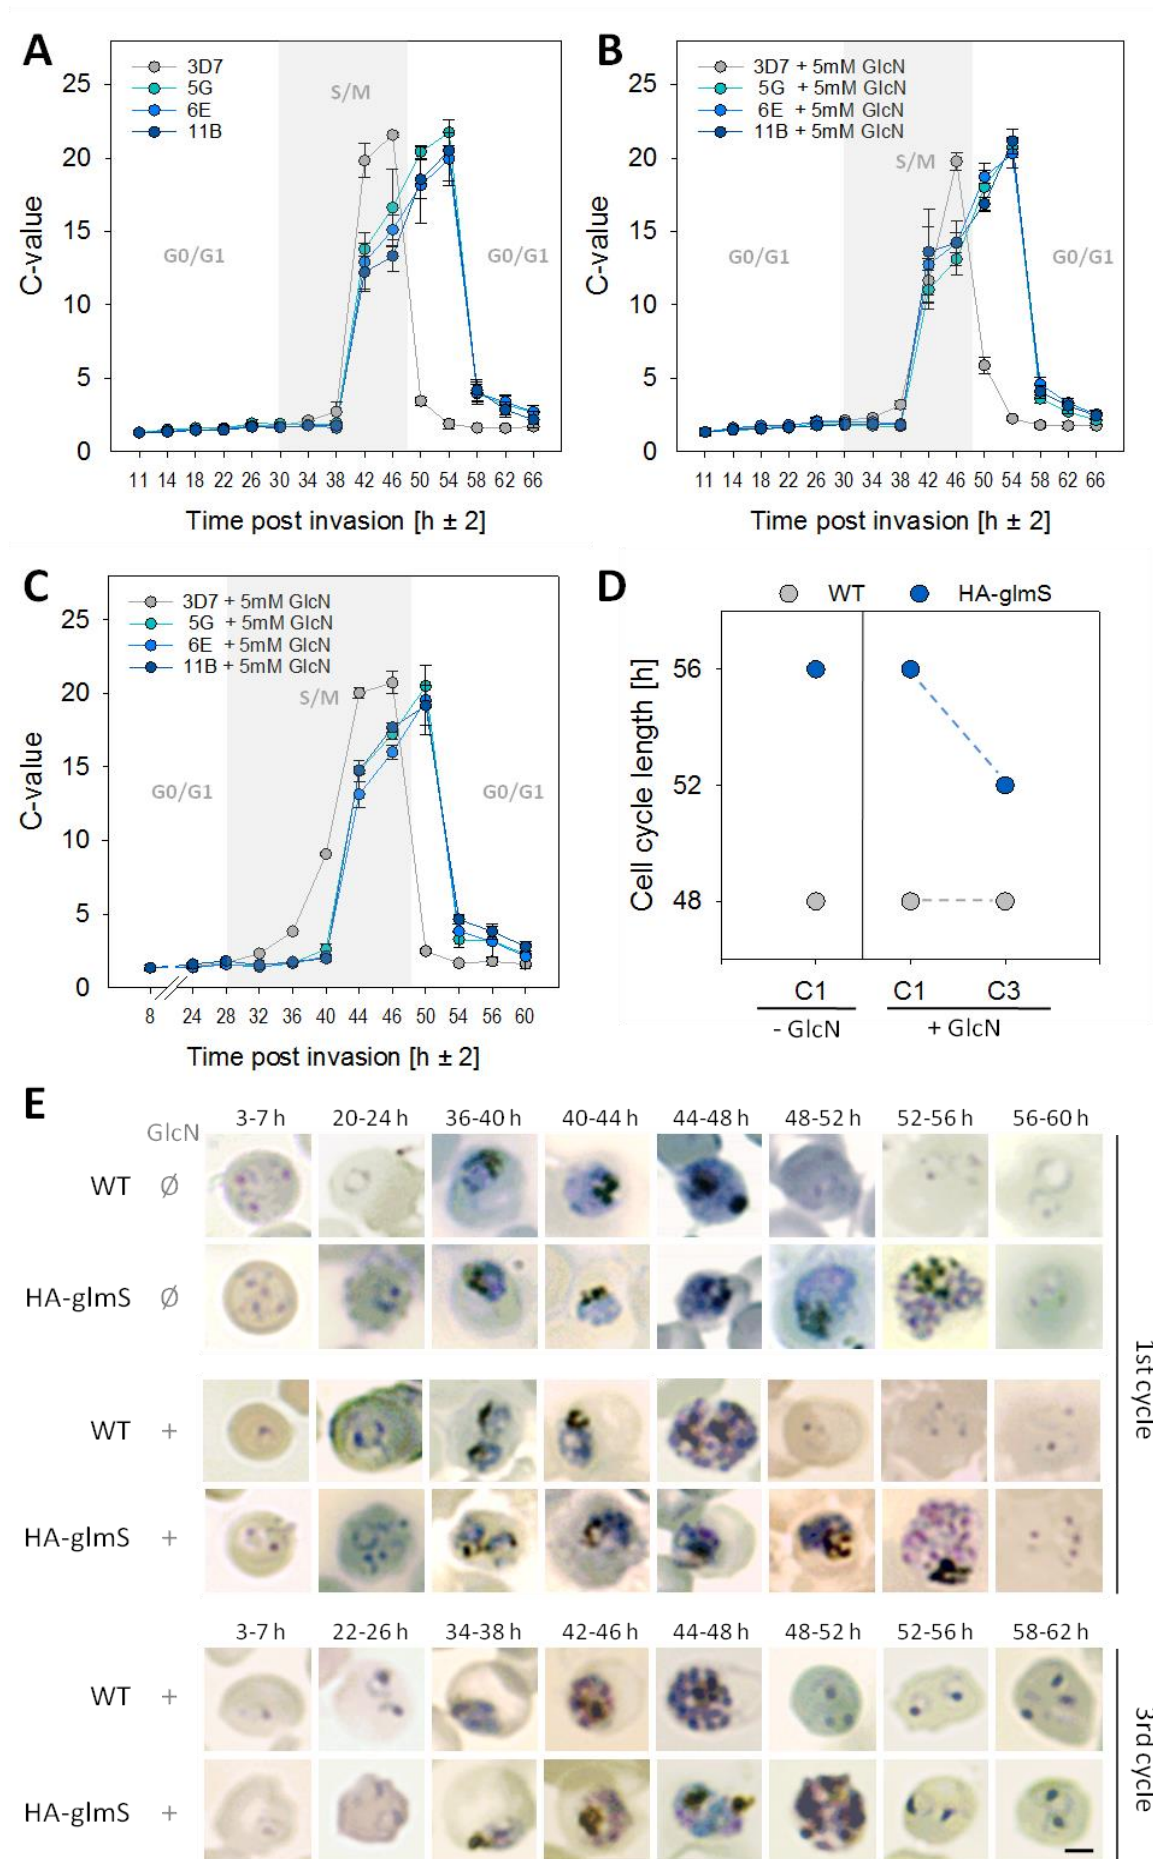 A
3D7
5G
6E
11B
S/M
G0/G1
G0/G1
25
20
15
10
5
0
C-value
11 14 18 22 26 30 34 38 42 46 50 54 58 62 66
Time post invasion [h ± 2]
B
3D7 + 5mM GlcN
5G + 5mM GlcN
6E + 5mM GlcN
11B + 5mM GlcN
S/M
G0/G1
G0/G1
25
20
15
10
5
0
C-value
11 14 18 22 26 30 34 38 42 46 50 54 58 62 66
Time post invasion [h ± 2]
C
3D7 + 5mM GlcN
5G + 5mM GlcN
6E + 5mM GlcN
11B + 5mM GlcN
S/M
G0/G1
G0/G1
25
20
15
10
5
0
C-value
8 24 28 32 36 40 44 46 50 54 56 60
Time post invasion [h ± 2]
D
WT HA-glmS
Cell cycle length [h]
56
52
48
C1 C1 C3
- GlcN + GlcN
E
GlcN
3-7 h 20-24 h 36-40 h 40-44 h 44-48 h 48-52 h 52-56 h 56-60 h
WT Ø
HA-glmS Ø
WT +
HA-glmS +
1st cycle
3-7 h 22-26 h 34-38 h 42-46 h 44-48 h 48-52 h 52-56 h 58-62 h
WT +
HA-glmS +
3rd cycle